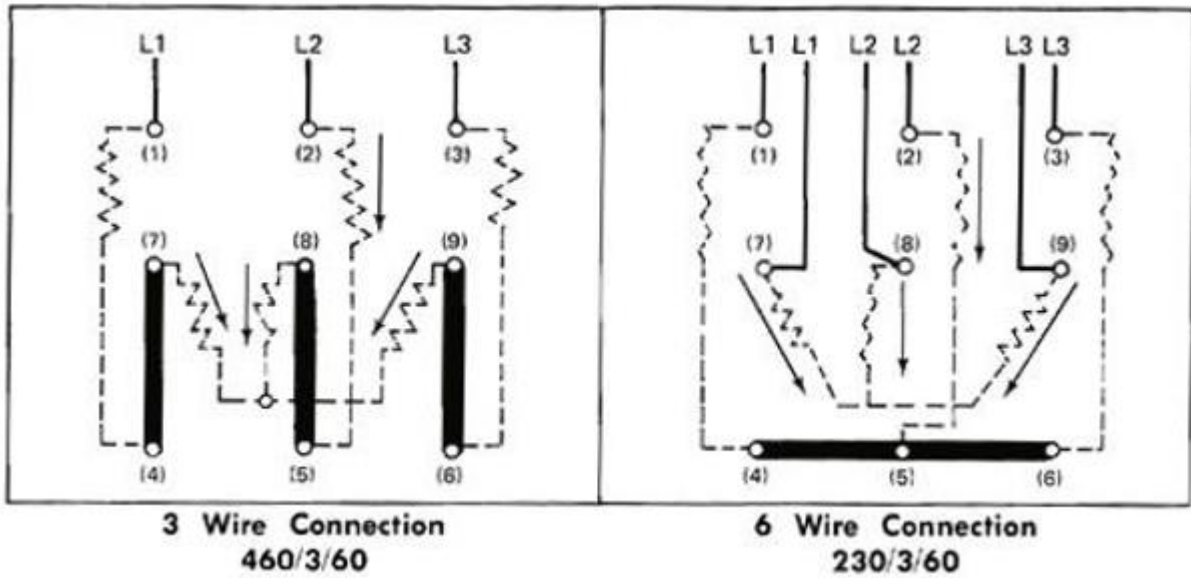 L1 L2 L3
(1) (2) (3)
(7) (8) (9)
(4) (5) (6)
3 Wire Connection
460/3/60
L1 L1 L2 L2 L3 L3
(1) (2) (3)
(7) (8) (9)
(4) (5) (6)
6 Wire Connection
230/3/60